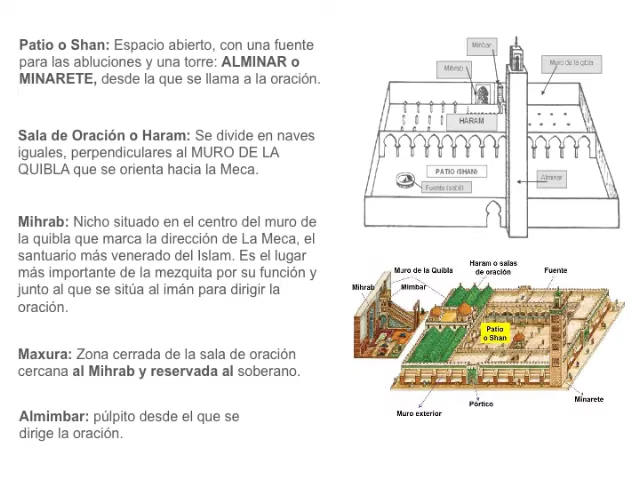 Patio o Shan: Espacio abierto, con una fuente
para las abluciones y una torre: ALMINAR o
MINARETE, desde la que se llama a la oración.
Sala de Oración o Haram: Se divide en naves
iguales, perpendiculares al MURO DE LA
QUIBLA que se orienta hacia la Meca.
Mihrab: Nicho situado en el centro del muro de
la quibla que marca la dirección de La Meca, el
santuario más venerado del Islam. Es el lugar
más importante de la mezquita por su función y
junto al que se sitúa al imán para dirigir la
oración.
Maxura: Zona cerrada de la sala de oración
cercana al Mihrab y reservada al soberano.
Almimbar: púlpito desde el que se
dirige la oración.
Mimbar
Mihrab
Muro de la qibla
HARAM
PATIO (SHAN)
Fuente (sabil)
Alminar
Haram o salas
de oración
Muro de la Quibla
Fuente
Mihrab
Mimbar
Patio
o Shan
Pórtico
Minarete
Muro exterior